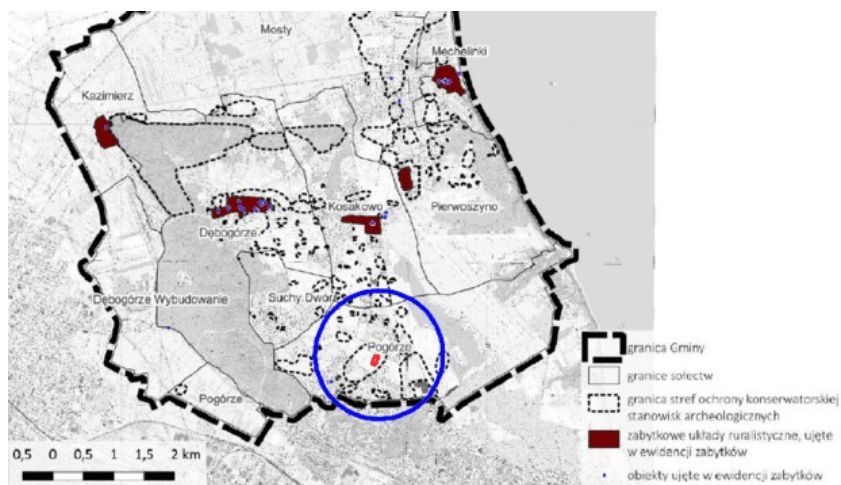 Mosty
Mechelinki
Kazimierz
Kosakowo
Pierwoszyno
Dębogórze
Dębogórze Wybudowanie
Suchy Dwór
Pogórze
Pogórze
granica Gminy
granice sołectw
granica stref ochrony konserwatorskiej
stanowisk archeologicznych
zabytkowe układy ruralistyczne, ujęte
w ewidencji zabytków
obiekty ujęte w ewidencji zabytków
0,5 0 0,5 1 1,5 2 km